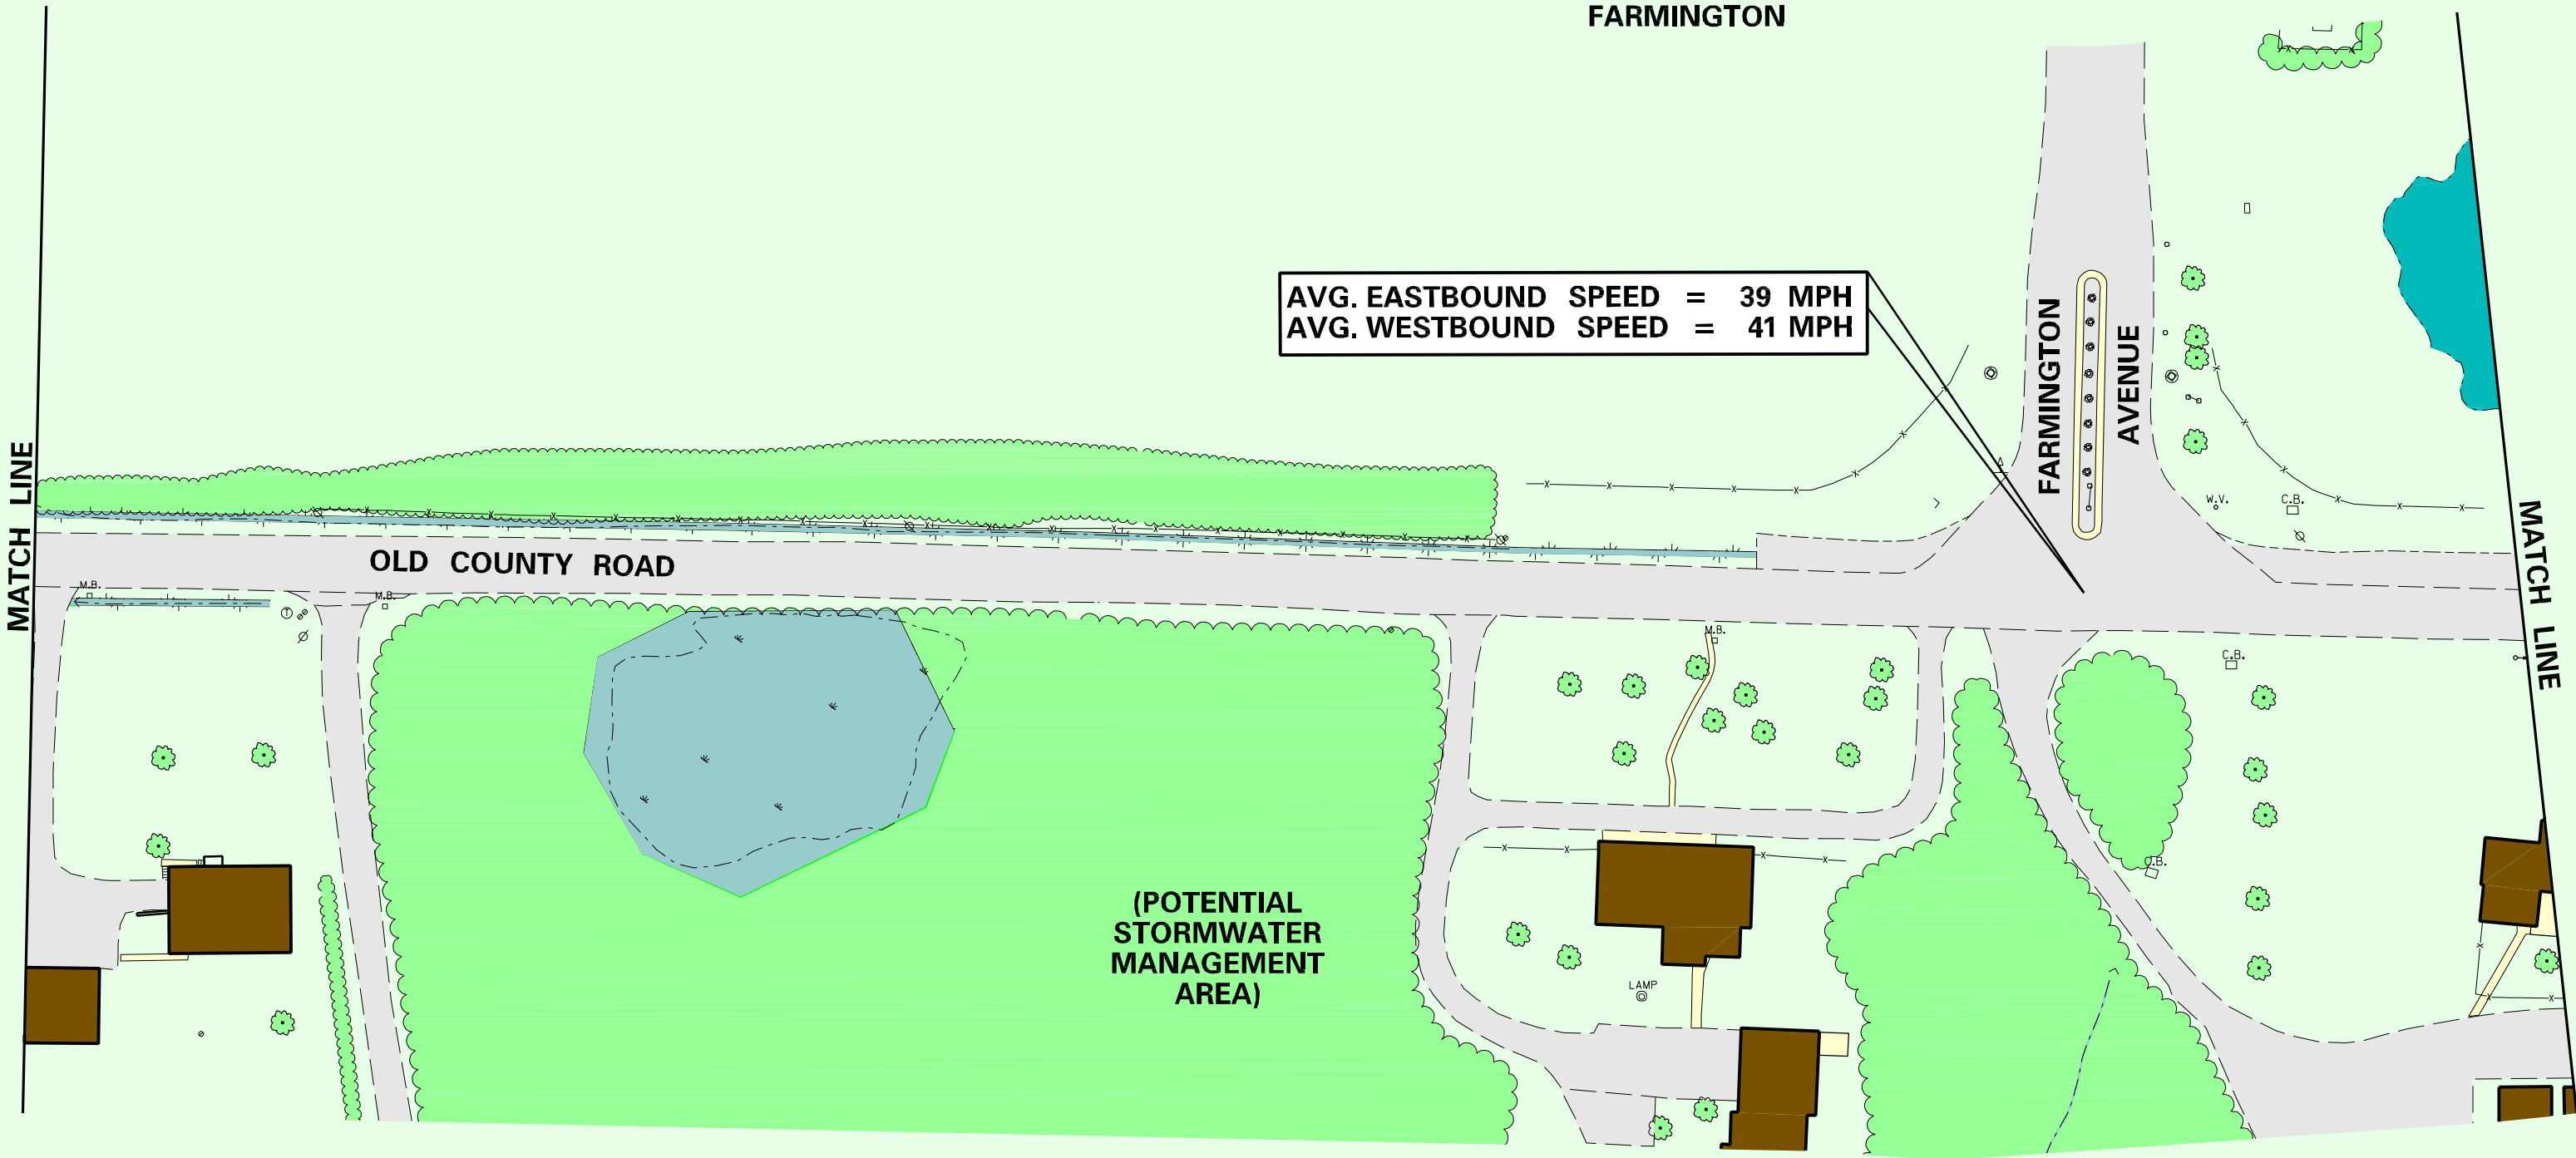 FARMINGTON
AVG. EASTBOUND SPEED = 39 MPH
AVG. WESTBOUND SPEED = 41 MPH
FARMINGTON
AVENUE
MATCH LINE
MATCH LINE
W.V.
C.B.
OLD COUNTY ROAD
M.B.
M.B.
T
M.B.
C.B.
C.B.
(POTENTIAL
STORMWATER
MANAGEMENT
AREA)
LAMP